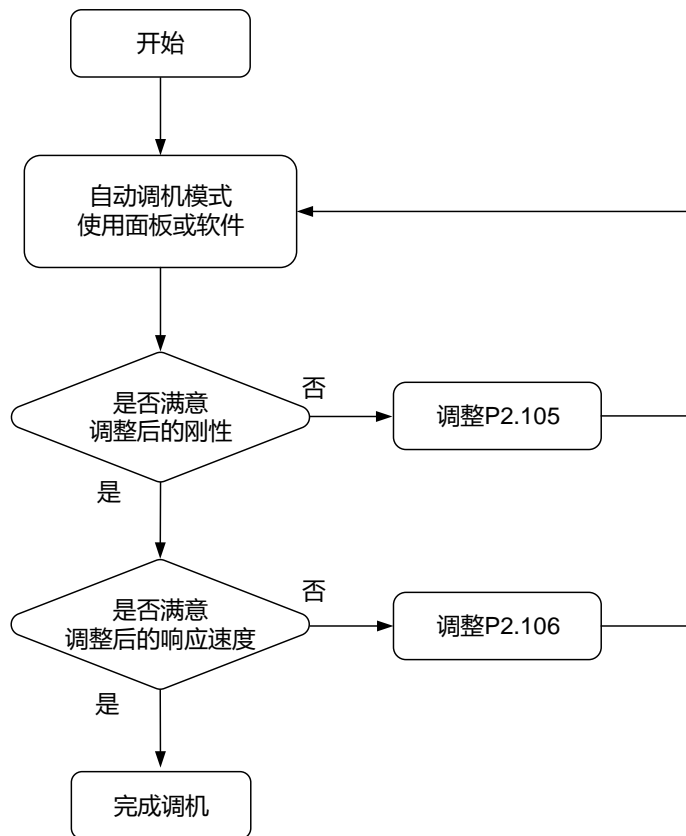 开始
自动调机模式
使用面板或软件
是否满意
调整后的刚性
否
调整P2.105
是
是否满意
调整后的响应速度
否
调整P2.106
是
完成调机